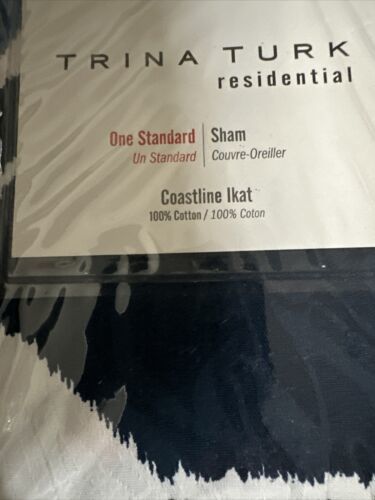 TRINA TURK
residential
One Standard | Sham
Un Standard | Couvre-Oreiller
Coastline Ikat
100% Cotton / 100% Coton